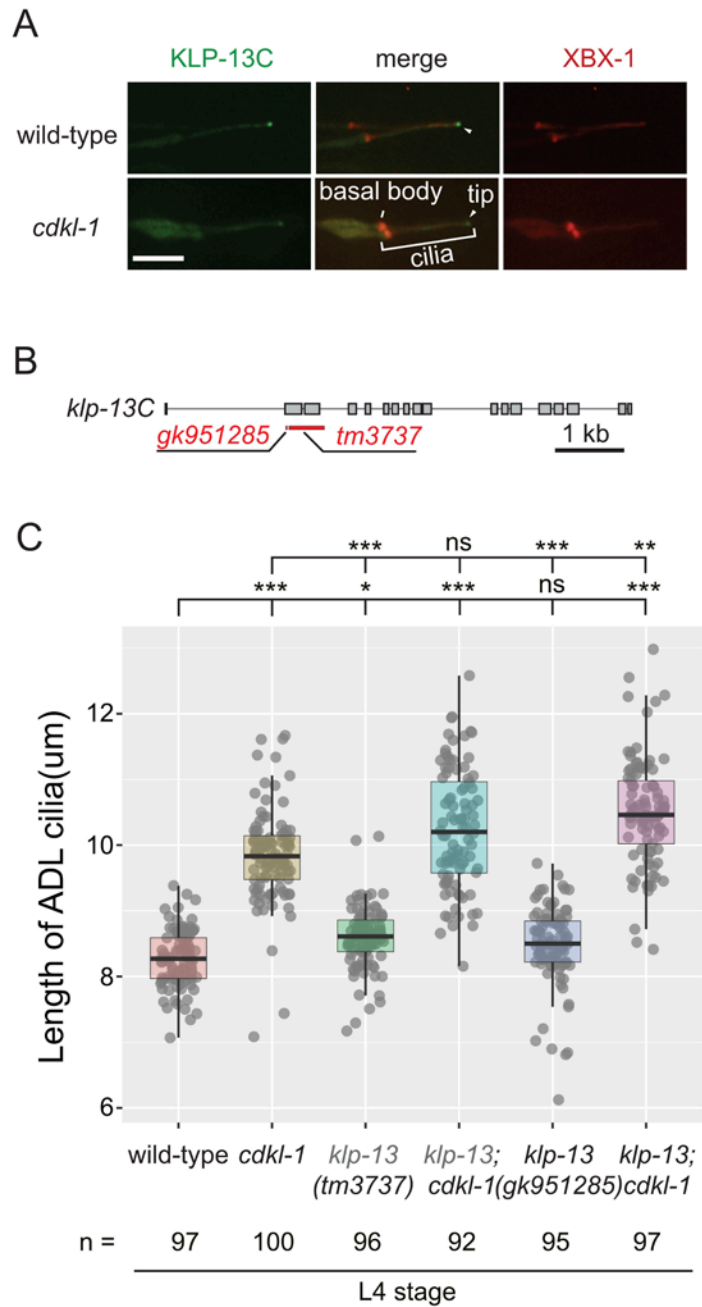 A
KLP-13C merge XBX-1
wild-type
cdkl-1
basal body tip
cilia
B
klp-13C
gk951285 tm3737 1 kb
C
*** ns *** **
*** * *** ns ***
Length of ADL cilia(um)
12
10
8
6
wild-type cdkl-1 klp-13 klp-13; klp-13 klp-13;
(tm3737) cdkl-1 (gk951285) cdkl-1
n = 97 100 96 92 95 97
L4 stage